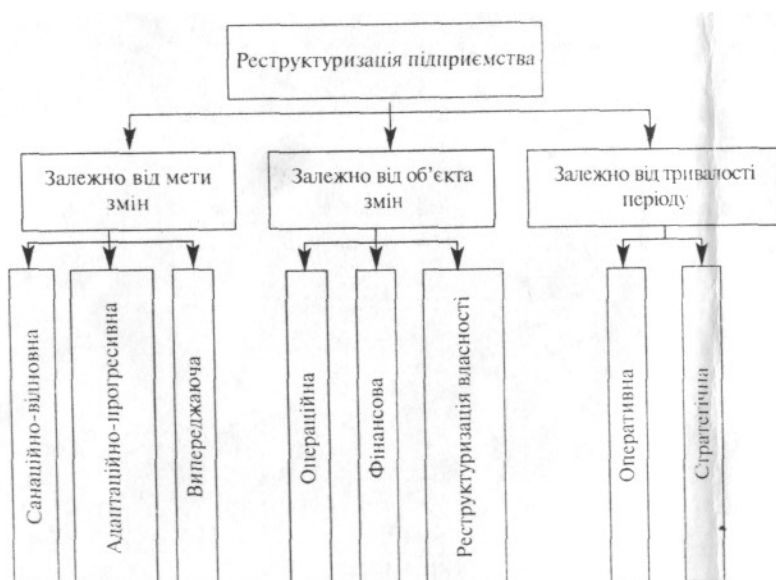 Реструктуризація підприємства
Залежно від мети
змін
Залежно від об'єкта
змін
Залежно від тривалості
періоду
Санаційно-відновна
Адаптаційно-прогресивна
Випереджаюча
Операційна
Фінансова
Реструктуризація власності
Оперативна
Стратегічна